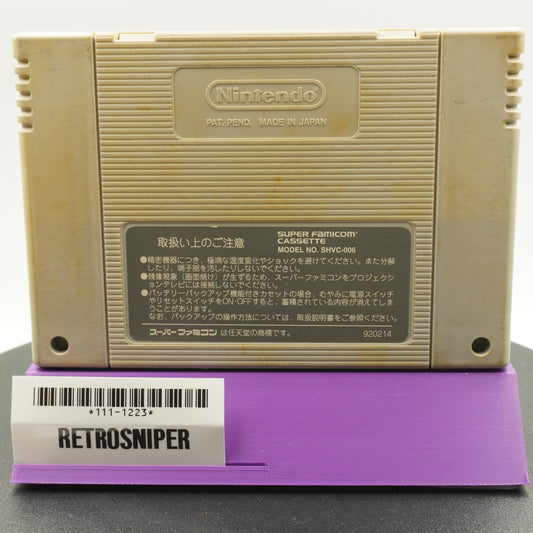 Nintendo
PAT. PEND. MADE IN JAPAN
取扱い上のご注意
SUPER FAMICOM
CASSETTE
MODEL NO. SHVC-006
●精密機器につき、極端な温度変化やショックを避けてください。また分解
したり、端子部を汚したりしないでください。
●残像現象(画面焼け)が生ずるため、スーパーファミコンをプロジェクシ
ョンテレビには接続しないでください。
●バッテリーバックアップ機能付きカセットの場合、むやみに電源スイッチ
やリセットスイッチをON・OFFすると、蓄積されている内容が消えてしま
うことがあります。
なお、バックアップの操作方法については、取扱説明書をご参照ください。
スーパーファミコンは任天堂の商標です。
920214
*111-1223*
RETROSNIPER